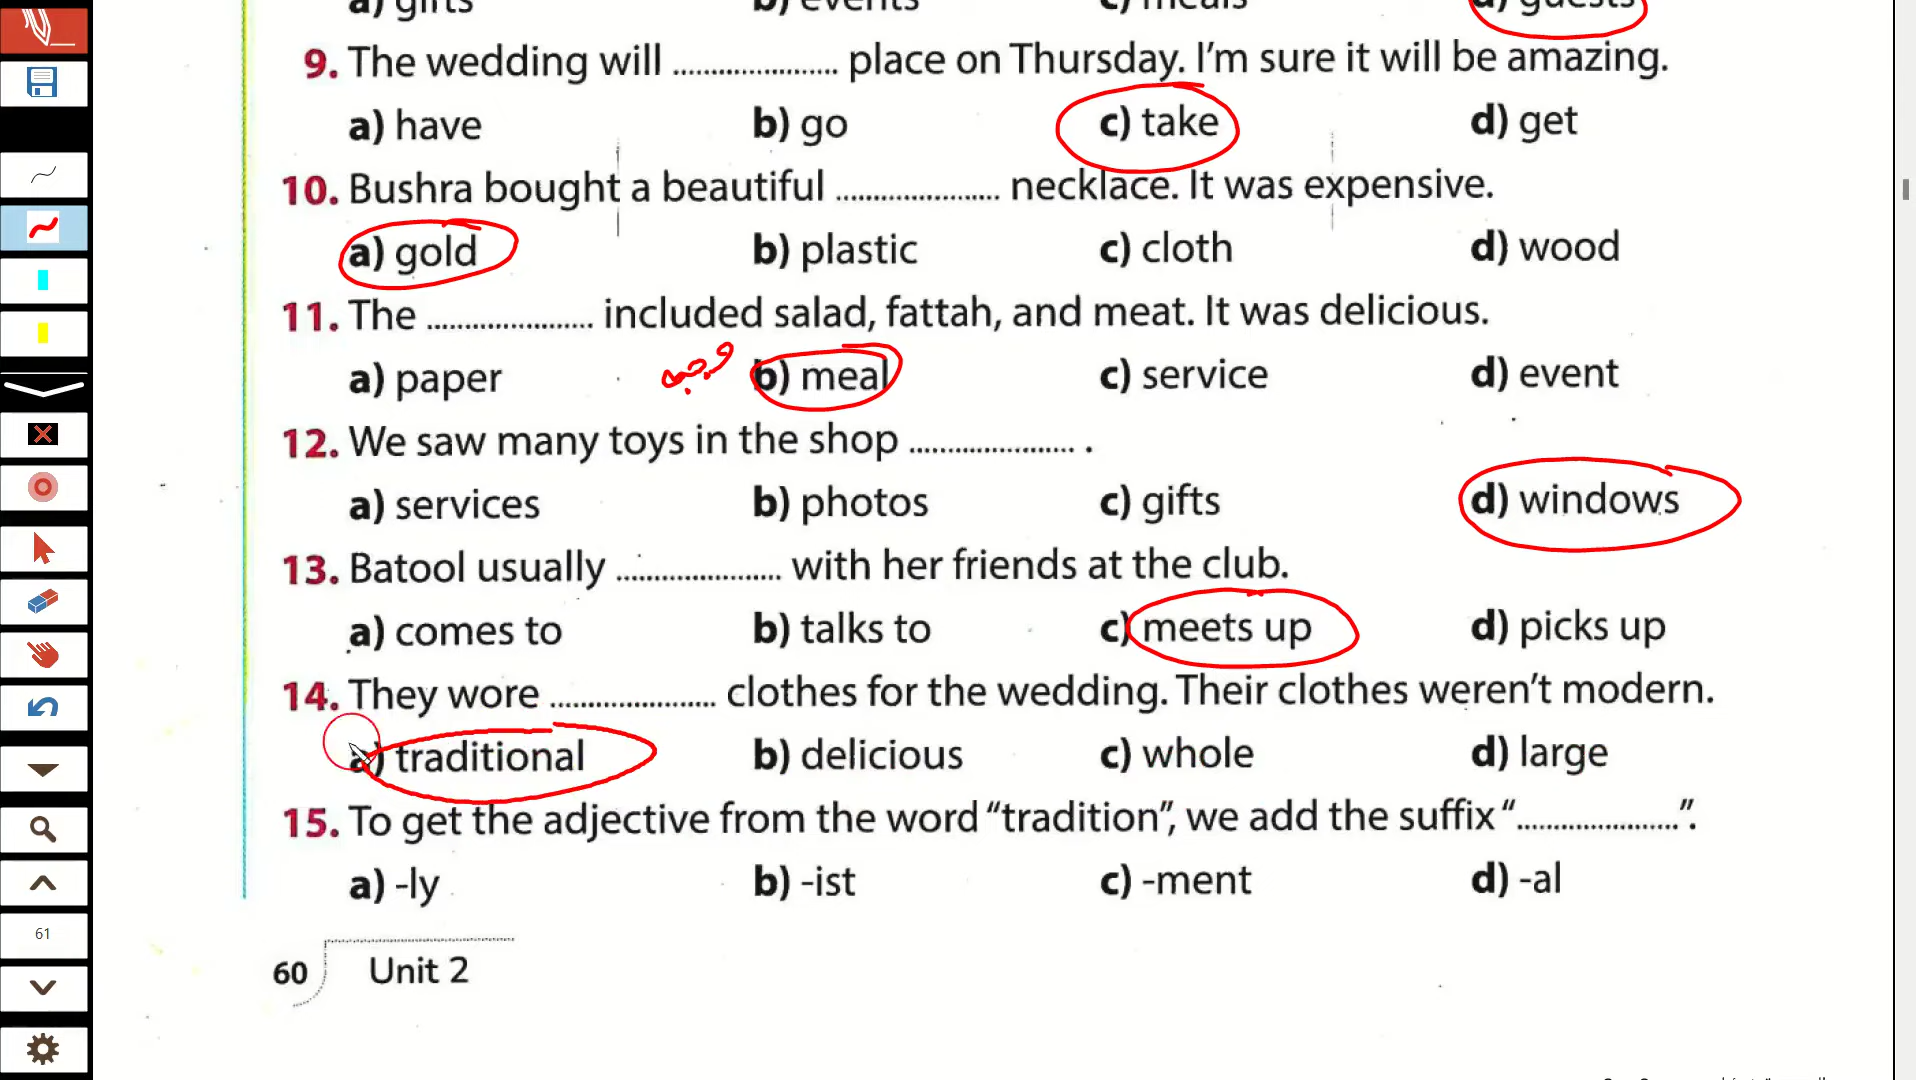 a) gifts b) events c) meals d) guests
9. The wedding will ...................... place on Thursday. I'm sure it will be amazing.
a) have b) go c) take d) get
10. Bushra bought a beautiful ...................... necklace. It was expensive.
a) gold b) plastic c) cloth d) wood
11. The ...................... included salad, fattah, and meat. It was delicious.
a) paper وجبه b) meal c) service d) event
12. We saw many toys in the shop ...................... .
a) services b) photos c) gifts d) windows
13. Batool usually ...................... with her friends at the club.
a) comes to b) talks to c) meets up d) picks up
14. They wore ...................... clothes for the wedding. Their clothes weren't modern.
a) traditional b) delicious c) whole d) large
15. To get the adjective from the word “tradition”, we add the suffix “......................”.
a) -ly b) -ist c) -ment d) -al
61
60 Unit 2